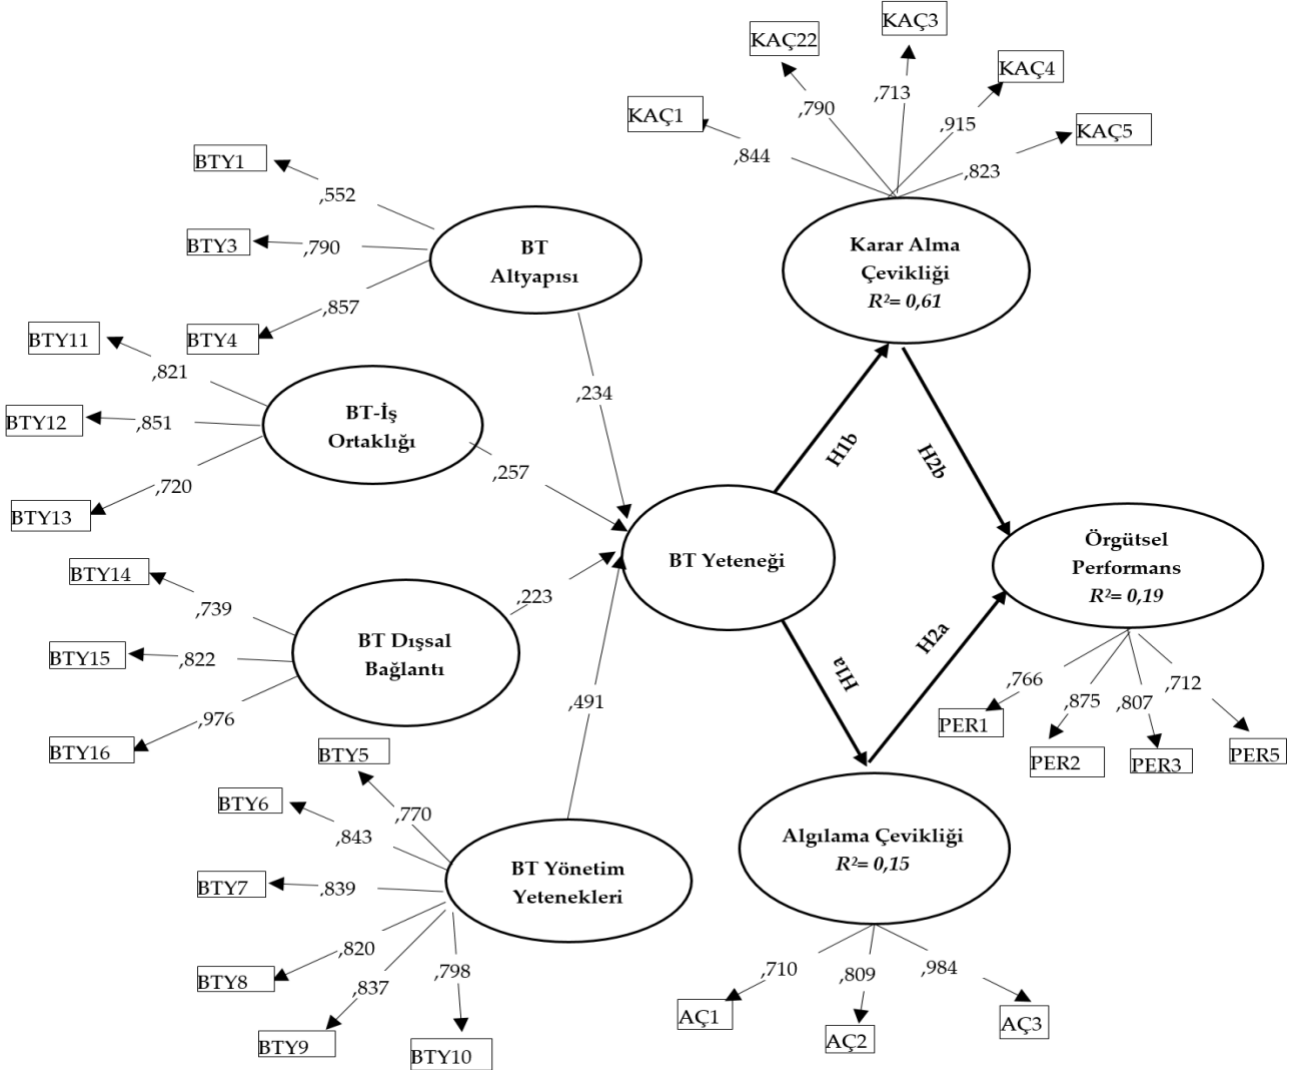 KAÇ3
KAÇ22
KAÇ4
,713
,790
KAÇ1
,915
KAÇ5
,844
,823
BTY1
,552
BTY3
,790
BT
Altyapısı
Karar Alma
Çevikliği
R²= 0,61
,857
BTY4
BTY11
,821
,234
BTY12
,851
BT-İş
Ortaklığı
,257
,720
BTY13
H1b
H2b
BT Yeteneği
Örgütsel
Performans
R²= 0,19
BTY14
,739
,223
BTY15
,822
BT Dışsal
Bağlantı
H1a
H2a
,976
BTY16
,491
,766
,875
,807
,712
PER1
PER2
PER3
PER5
BTY5
BTY6
,770
,843
BTY7
,839
BT Yönetim
Yetenekleri
Algılama Çevikliği
R²= 0,15
,820
BTY8
,837
,798
BTY9
BTY10
,710
,809
,984
AÇ1
AÇ2
AÇ3